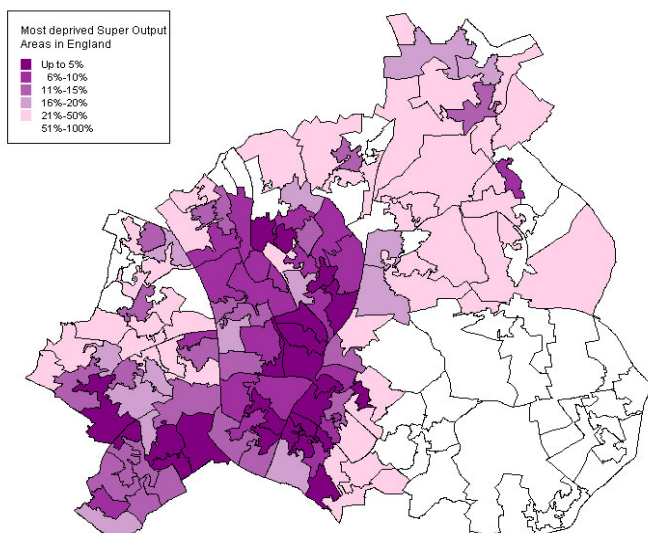 Most deprived Super Output
Areas in England
Up to 5%
6%-10%
11%-15%
16%-20%
21%-50%
51%-100%